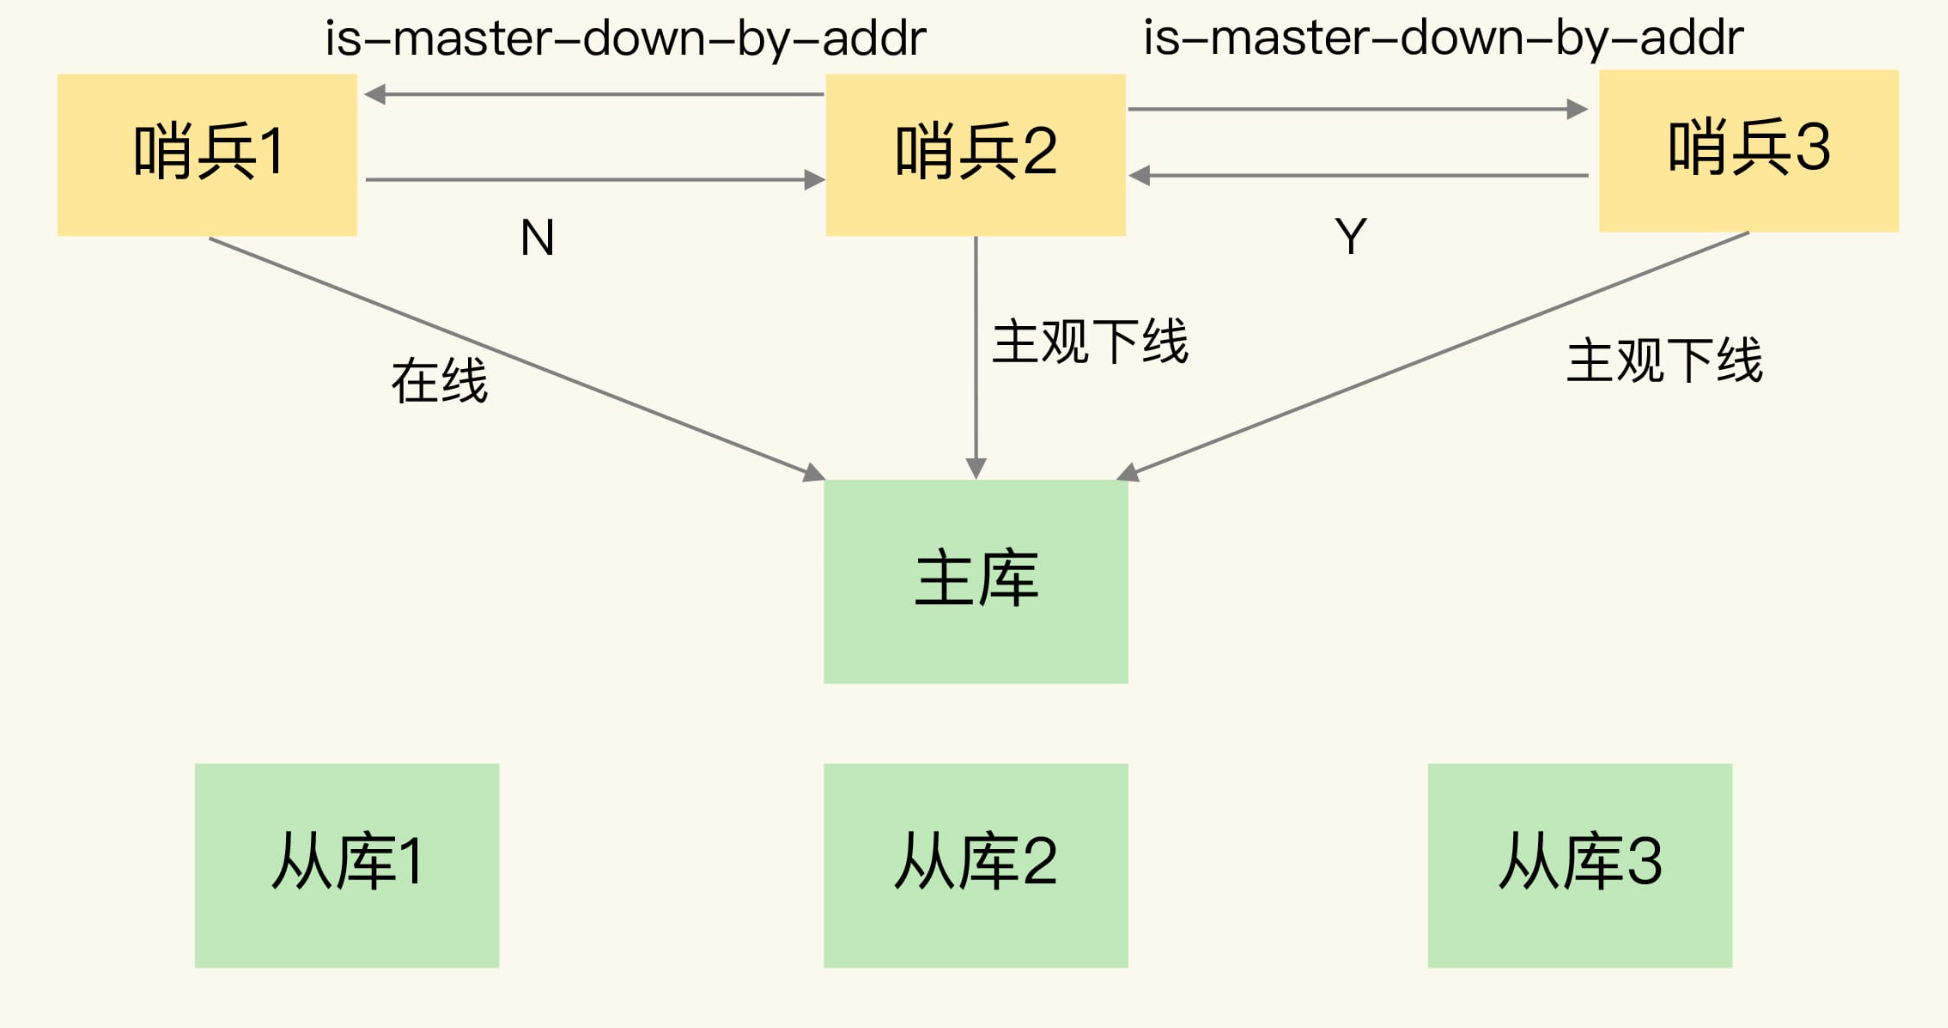 is–master–down–by–addr
is–master–down–by–addr
哨兵1
哨兵2
哨兵3
N
Y
在线
主观下线
主观下线
主库
从库1
从库2
从库3